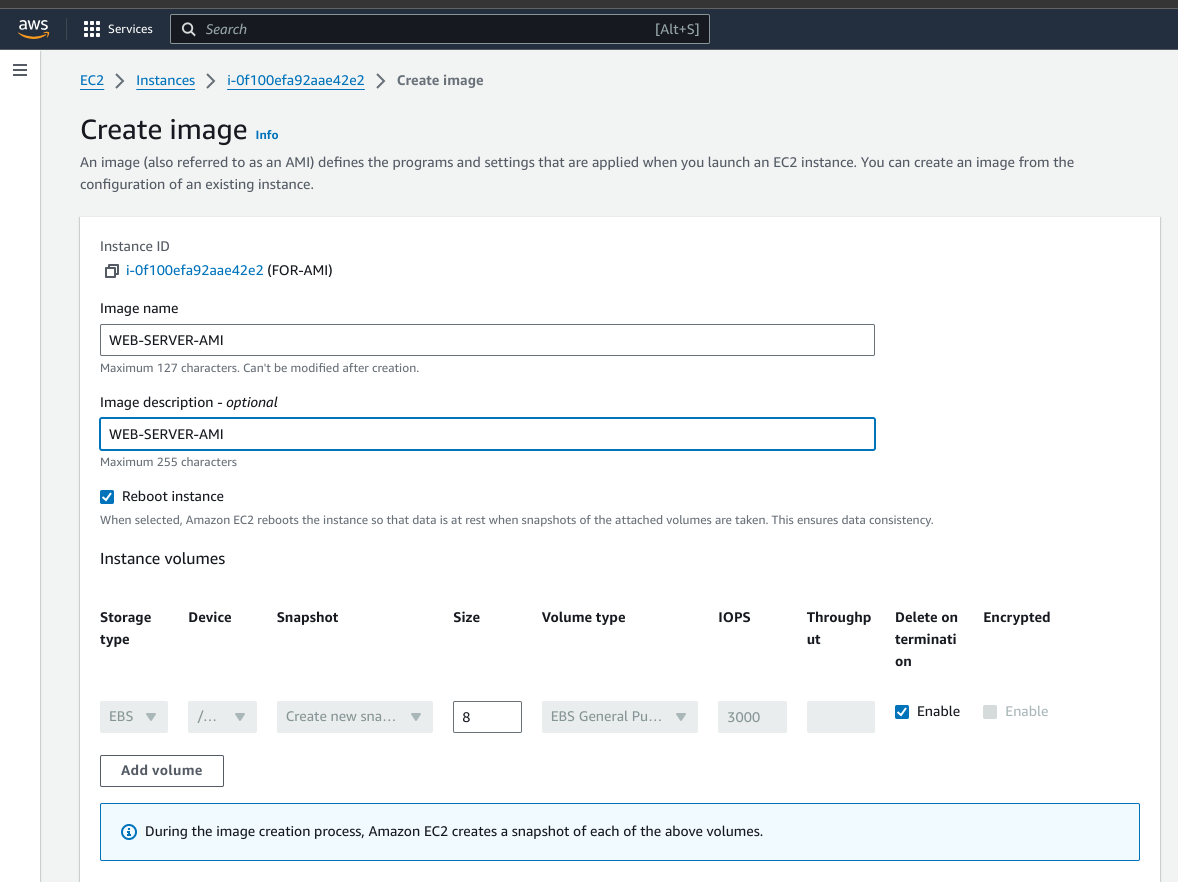 aws
Services
Search
[Alt+S]
EC2
Instances
i-0f100efa92aae42e2
Create image
Create image Info
An image (also referred to as an AMI) defines the programs and settings that are applied when you launch an EC2 instance. You can create an image from the
configuration of an existing instance.
Instance ID
i-0f100efa92aae42e2 (FOR-AMI)
Image name
WEB-SERVER-AMI
Maximum 127 characters. Can't be modified after creation.
Image description - optional
WEB-SERVER-AMI
Maximum 255 characters
Reboot instance
When selected, Amazon EC2 reboots the instance so that data is at rest when snapshots of the attached volumes are taken. This ensures data consistency.
Instance volumes
Storage
type
Device
Snapshot
Size
Volume type
IOPS
Throughp
ut
Delete on
terminati
on
Encrypted
EBS
/...
Create new sna...
8
EBS General Pu...
3000
Enable
Enable
Add volume
During the image creation process, Amazon EC2 creates a snapshot of each of the above volumes.